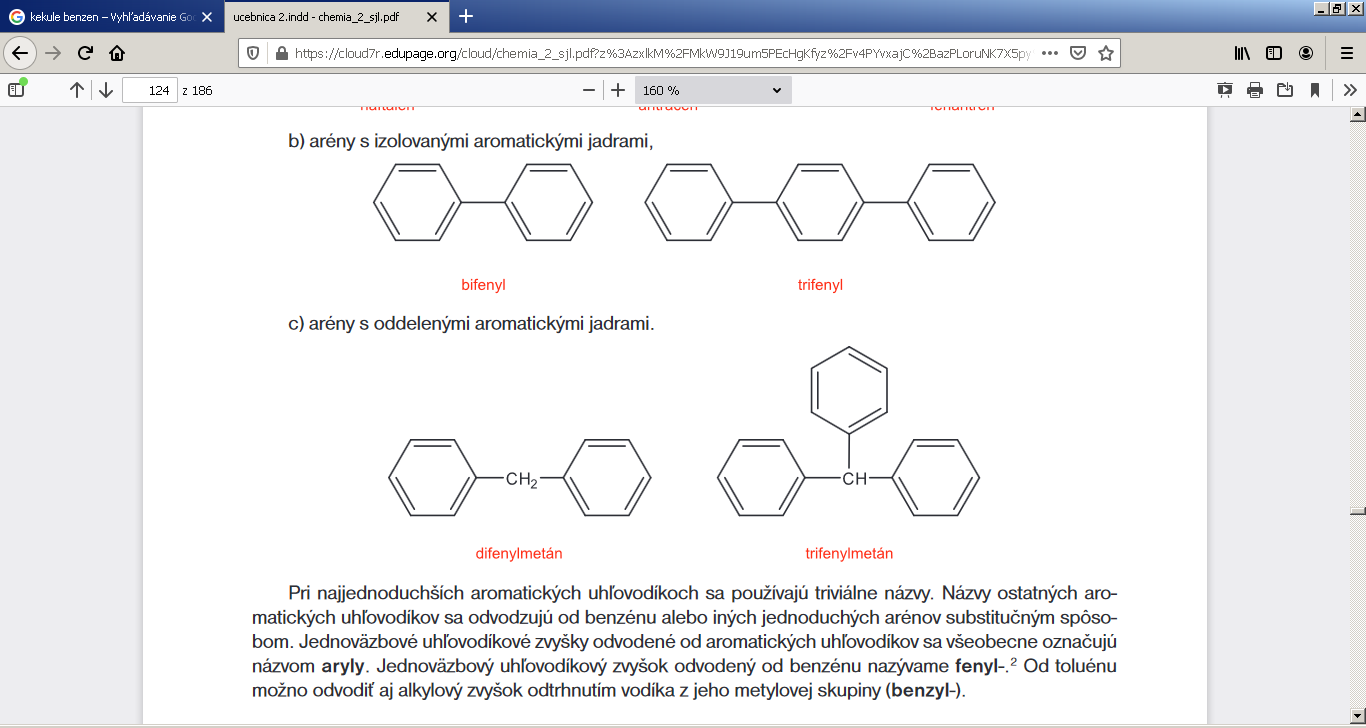 kekule benzen – Vyhľadávanie Goo
ucebnica 2.indd - chemia_2_sjl.pdf
https://cloud7r.edupage.org/cloud/chemia_2_sjl.pdf?z%3AzxlkM%2FMkW9J19um5PEcHgKfyz%2Fv4PYvxajC%2BazPLoruNK7X5py
124 z 186
160 %
naftalén antracén fenantrén
b) arény s izolovanými aromatickými jadrami,
bifenyl trifenyl
c) arény s oddelenými aromatickými jadrami.
CH2 CH
difenylmetán trifenylmetán
Pri najjednoduchších aromatických uhľovodíkoch sa používajú triviálne názvy. Názvy ostatných aro-
matických uhľovodíkov sa odvodzujú od benzénu alebo iných jednoduchých arénov substitučným spôso-
bom. Jednoväzbové uhľovodíkové zvyšky odvodené od aromatických uhľovodíkov sa všeobecne označujú
názvom aryly. Jednoväzbový uhľovodíkový zvyšok odvodený od benzénu nazývame fenyl-.2 Od toluénu
možno odvodiť aj alkylový zvyšok odtrhnutím vodíka z jeho metylovej skupiny (benzyl-).